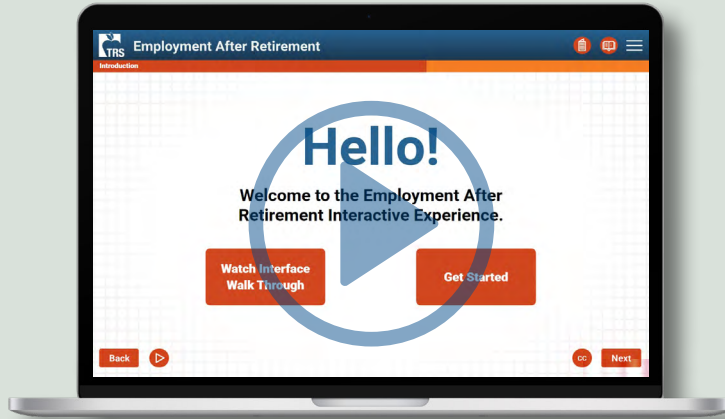 TRS
Employment After Retirement
Introduction
Hello!
Welcome to the Employment After
Retirement Interactive Experience.
Watch Interface
Walk Through
Get Started
Back
CC
Next